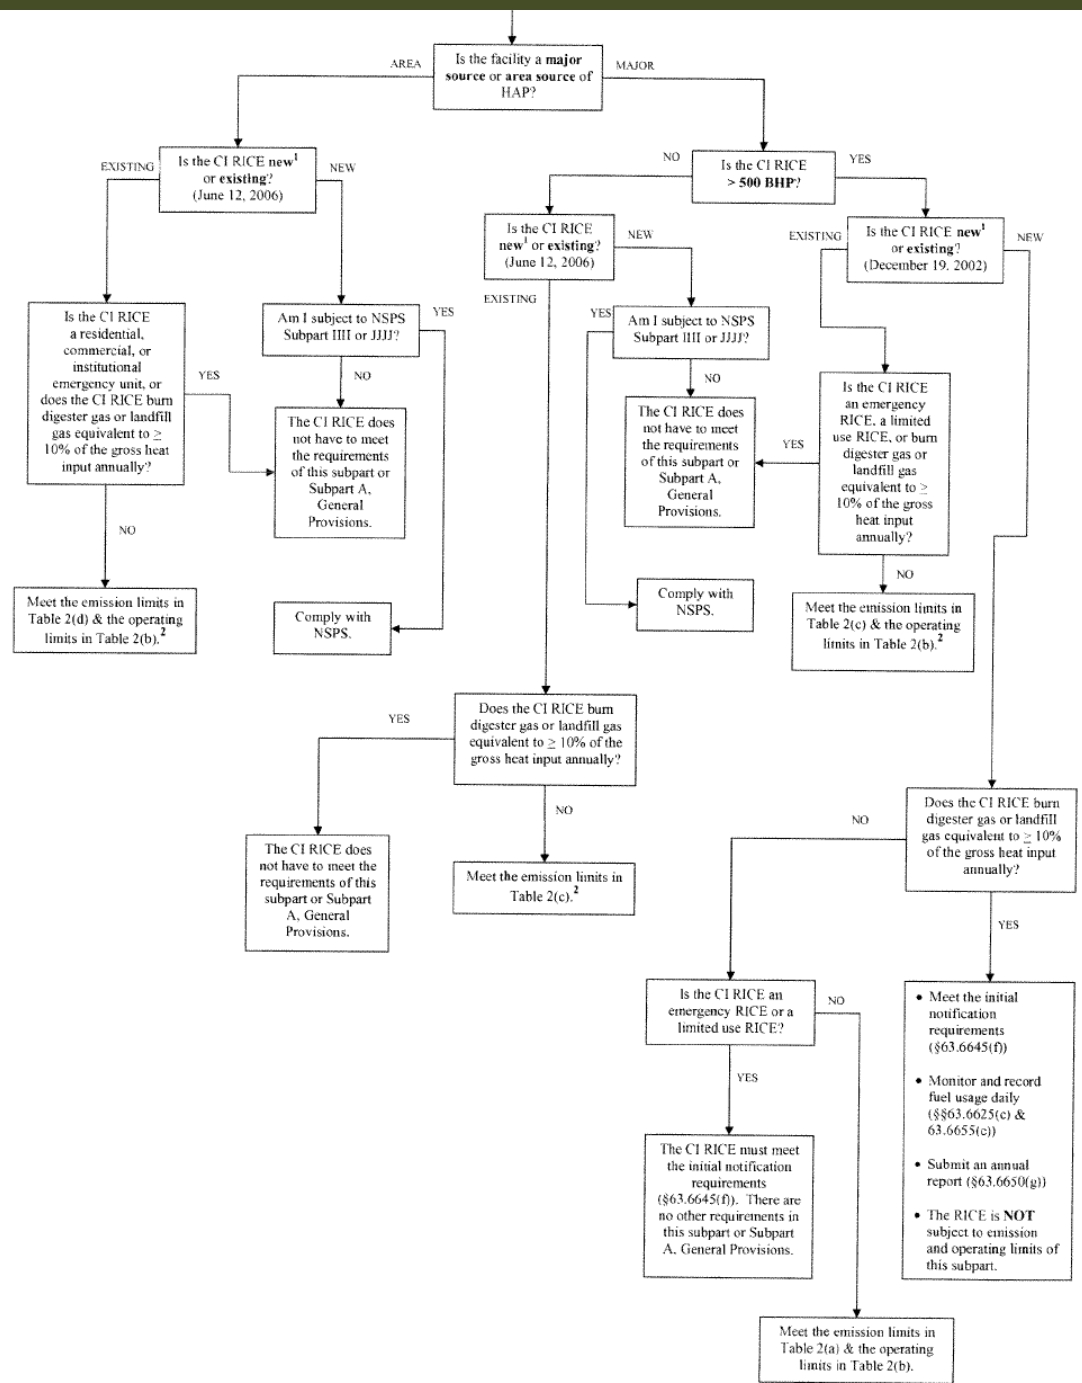 Is the facility a major
source or area source of
HAP?
AREA
MAJOR
Is the CI RICE new1
or existing?
(June 12, 2006)
EXISTING
NEW
Is the CI RICE
> 500 BHP?
NO
YES
Is the CI RICE
new1 or existing?
(June 12, 2006)
NEW
EXISTING
Is the CI RICE new1
or existing?
(December 19, 2002)
EXISTING
NEW
Is the CI RICE
a residential,
commercial, or
institutional
emergency unit, or
does the CI RICE burn
digester gas or landfill
gas equivalent to ≥
10% of the gross heat
input annually?
YES
NO
Am I subject to NSPS
Subpart IIII or JJJJ?
YES
NO
The CI RICE does
not have to meet
the requirements
of this subpart or
Subpart A,
General
Provisions.
Am I subject to NSPS
Subpart IIII or JJJJ?
YES
NO
The CI RICE does
not have to meet
the requirements
of this subpart or
Subpart A,
General
Provisions.
Is the CI RICE
an emergency
RICE, a limited
use RICE, or burn
digester gas or
landfill gas
equivalent to ≥
10% of the gross
heat input
annually?
YES
NO
Meet the emission limits in
Table 2(d) & the operating
limits in Table 2(b).2
Comply with
NSPS.
Comply with
NSPS.
Meet the emission limits in
Table 2(c) & the operating
limits in Table 2(b).2
Does the CI RICE burn
digester gas or landfill gas
equivalent to ≥ 10% of the
gross heat input annually?
YES
NO
The CI RICE does
not have to meet the
requirements of this
subpart or Subpart
A, General
Provisions.
Meet the emission limits in
Table 2(c).2
Does the CI RICE burn
digester gas or landfill
gas equivalent to ≥ 10%
of the gross heat input
annually?
NO
YES
Is the CI RICE an
emergency RICE or a
limited use RICE?
NO
YES
The CI RICE must meet
the initial notification
requirements
(§63.6645(f)). There are
no other requirements in
this subpart or Subpart
A, General Provisions.
• Meet the initial
notification
requirements
(§63.6645(f))
• Monitor and record
fuel usage daily
(§§63.6625(c) &
63.6655(c))
• Submit an annual
report (§63.6650(g))
• The RICE is NOT
subject to emission
and operating limits of
this subpart.
Meet the emission limits in
Table 2(a) & the operating
limits in Table 2(b).